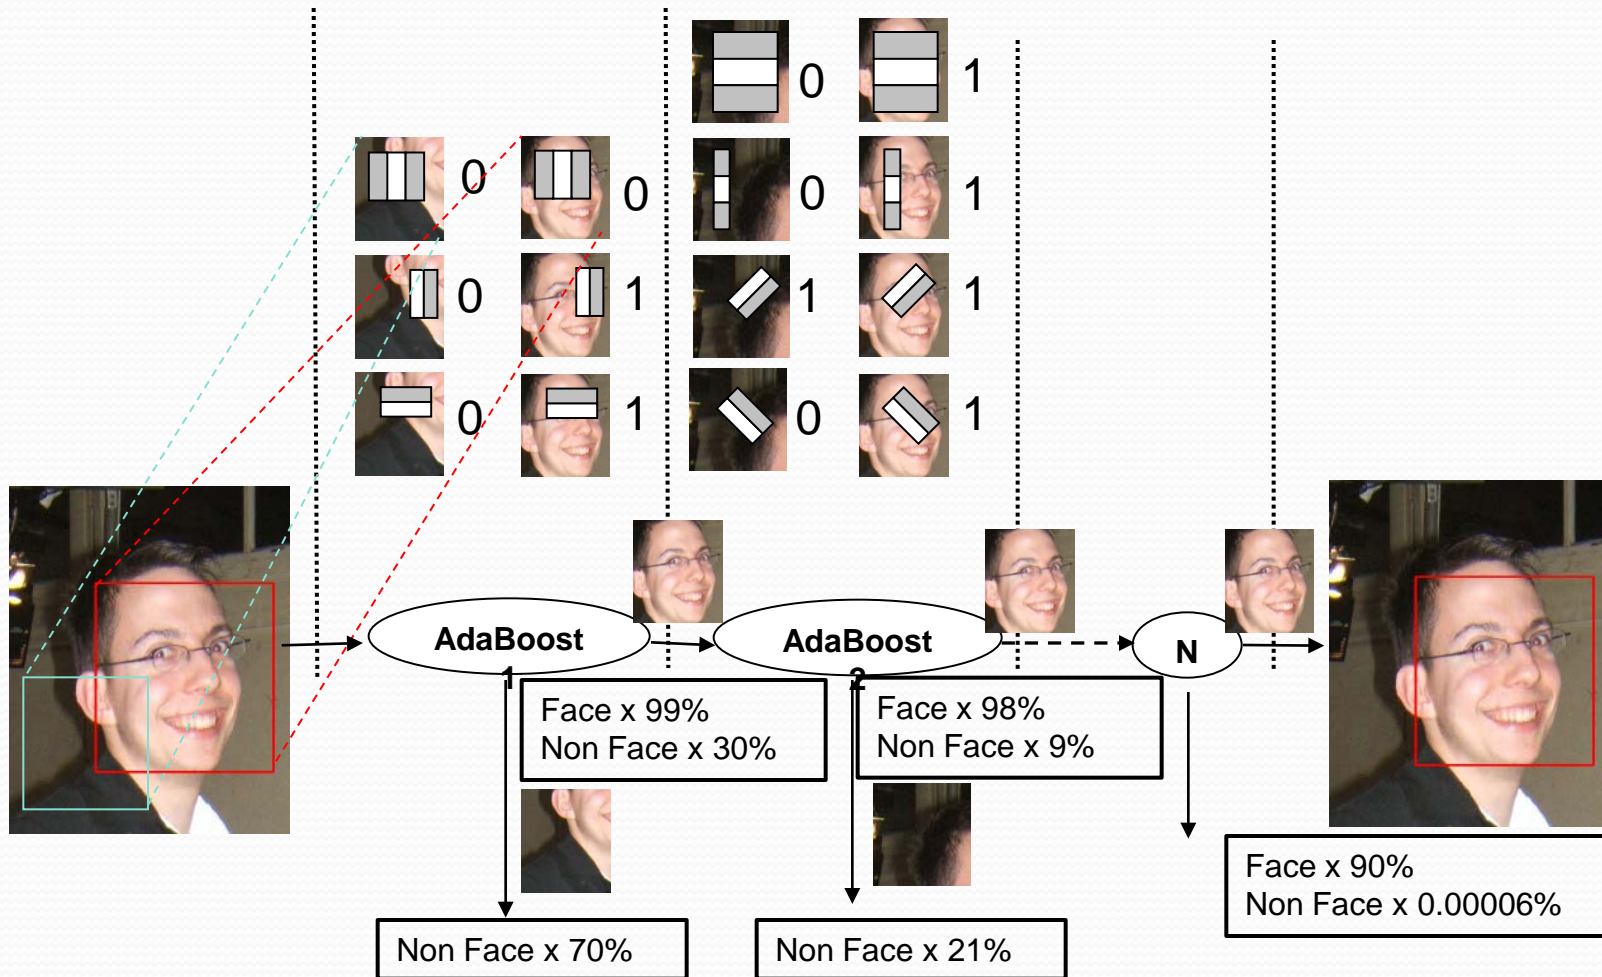 0
1
0
0
0
1
0
1
1
1
0
1
0
1
AdaBoost
1
AdaBoost
2
N
Face x 99%
Non Face x 30%
Face x 98%
Non Face x 9%
Face x 90%
Non Face x 0.00006%
Non Face x 70%
Non Face x 21%